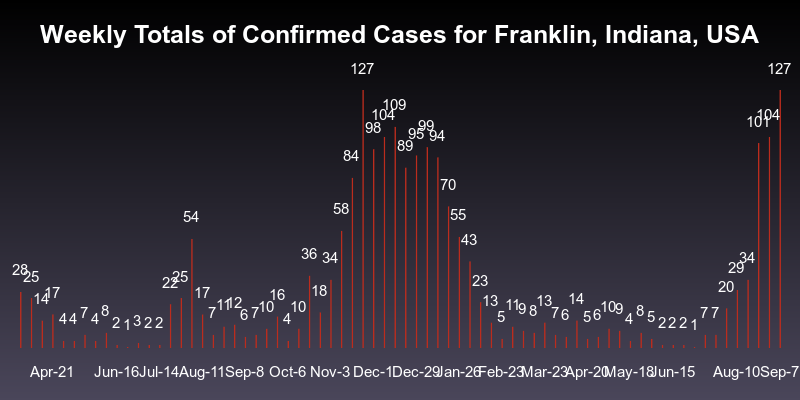 Weekly Totals of Confirmed Cases for Franklin, Indiana, USA
28 25 14 17 4 4 7 4 8 2 1 3 2 2 22 25 54 17 7 11 12 6 7 10 16 4 10 36 18 34 58 84 127 98 104 109 89 95 99 94 70 55 43 23 13 5 11 9 8 13 7 6 14 5 6 10 9 4 8 5 2 2 2 1 7 7 20 29 34 101 104 127
Apr-21 Jun-16 Jul-14 Aug-11 Sep-8 Oct-6 Nov-3 Dec-1 Dec-29 Jan-26 Feb-23 Mar-23 Apr-20 May-18 Jun-15 Aug-10 Sep-7